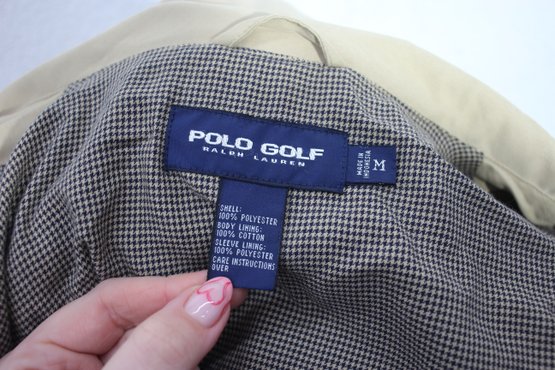 POLO GOLF
RALPH LAUREN
MADE IN
INDONESIA
M
SHELL:
100% POLYESTER
BODY LINING:
100% COTTON
SLEEVE LINING:
100% POLYESTER
CARE INSTRUCTIONS
OVER